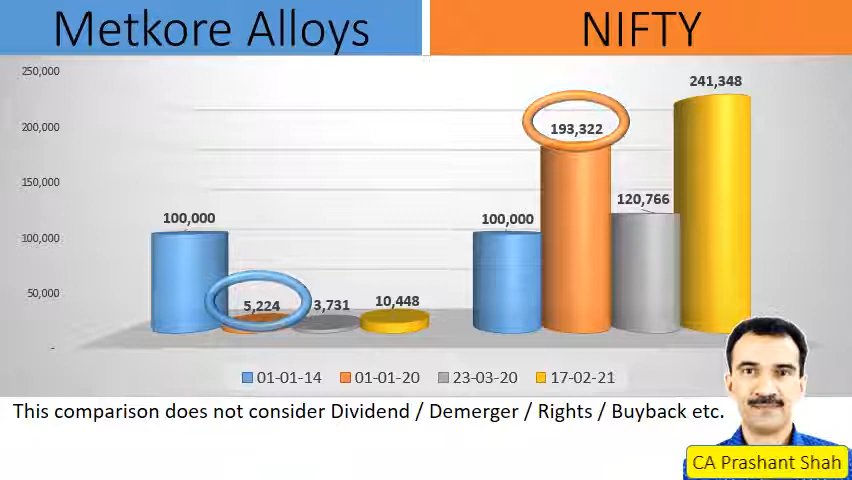 Metkore Alloys
NIFTY
250,000
200,000
150,000
100,000
50,000
-
100,000
5,224
3,731
10,448
100,000
193,322
120,766
241,348
01-01-14 01-01-20 23-03-20 17-02-21
This comparison does not consider Dividend / Demerger / Rights / Buyback etc.
CA Prashant Shah